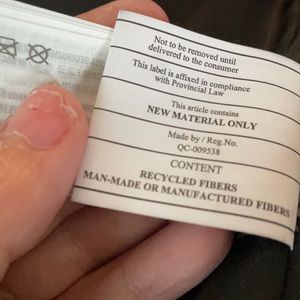 Not to be removed until
delivered to the consumer
This label is affixed in compliance
with Provincial Law
This article contains
NEW MATERIAL ONLY
Made by / Reg.No.
QC-009538
CONTENT
RECYCLED FIBERS
MAN-MADE OR MANUFACTURED FIBERS